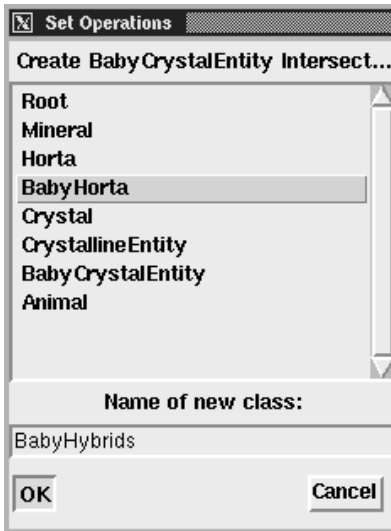 Set Operations
Create BabyCrystalEntity Intersect...
Root
Mineral
Horta
BabyHorta
Crystal
CrystallineEntity
BabyCrystalEntity
Animal
Name of new class:
BabyHybrids
OK Cancel